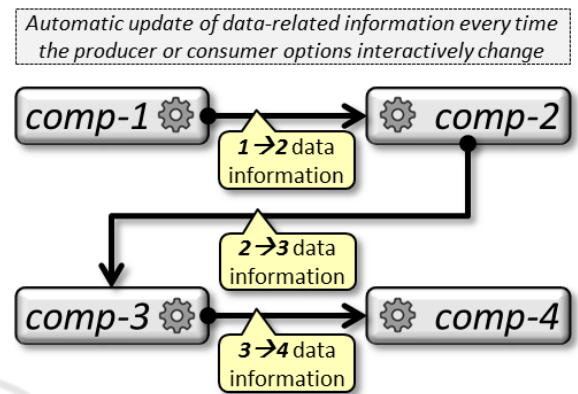 Automatic update of data-related information every time
the producer or consumer options interactively change
comp-1
comp-2
1→2 data
information
2→3 data
information
comp-3
comp-4
3→4 data
information